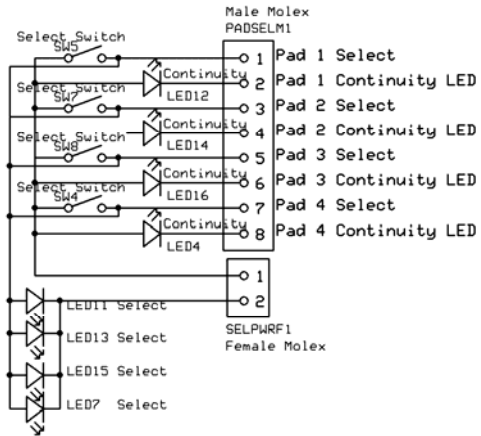 Male Molex
PADSELM1
Select Switch
SW5
1 Pad 1 Select
Continuity
2 Pad 1 Continuity LED
LED12
Select Switch
SW7
3 Pad 2 Select
Continuity
4 Pad 2 Continuity LED
LED14
Select Switch
SW8
5 Pad 3 Select
Continuity
6 Pad 3 Continuity LED
LED16
Select Switch
SW4
7 Pad 4 Select
Continuity
8 Pad 4 Continuity LED
LED4
1
2
LED11 Select
SELPWRF1
Female Molex
LED13 Select
LED15 Select
LED7 Select